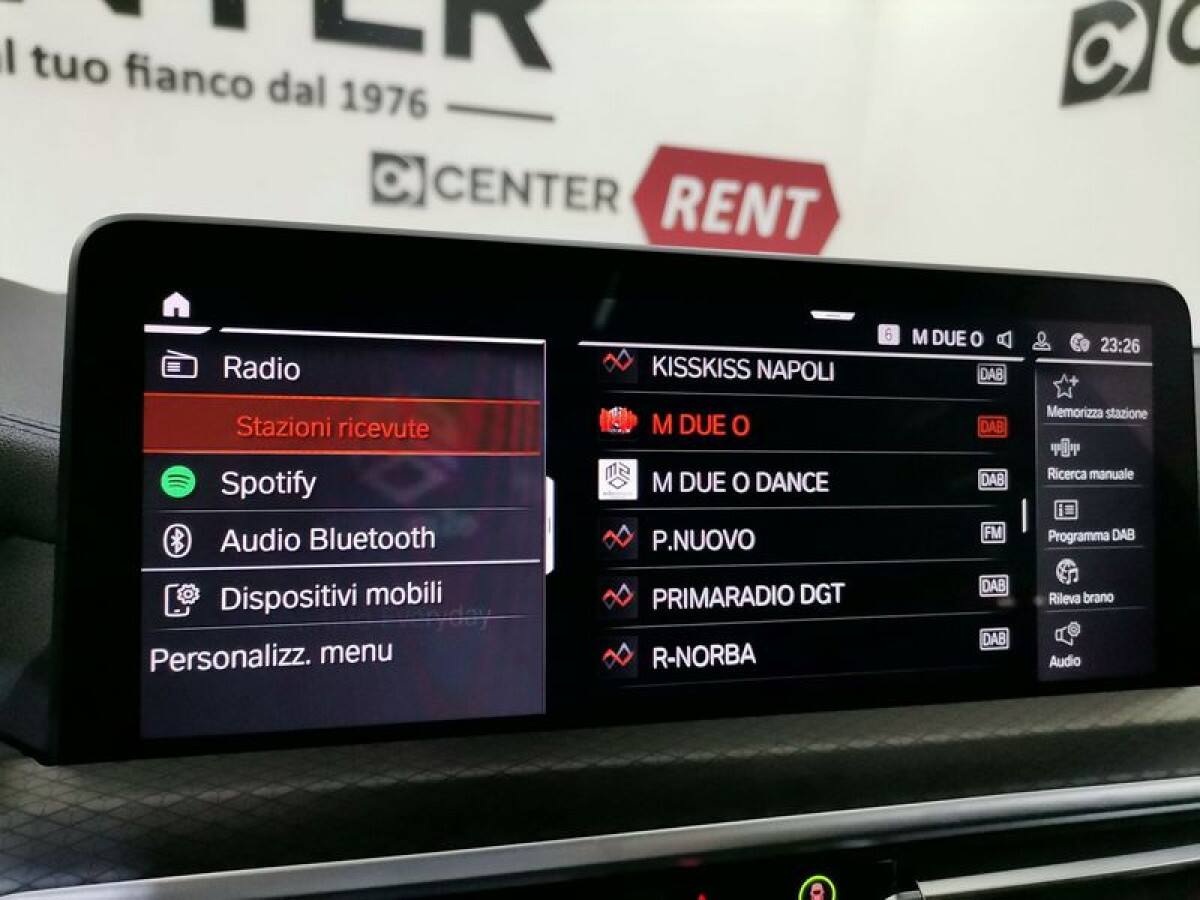 NTER
al tuo fianco dal 1976
CENTER RENT
6 M DUE O 23:26
Radio
Stazioni ricevute
Spotify
Audio Bluetooth
Dispositivi mobili
Personalizz. menu
KISSKISS NAPOLI DAB
M DUE O DAB
M DUE O DANCE DAB
P.NUOVO FM
PRIMARADIO DGT DAB
R-NORBA DAB
Memorizza stazione
Ricerca manuale
Programma DAB
Rileva brano
Audio